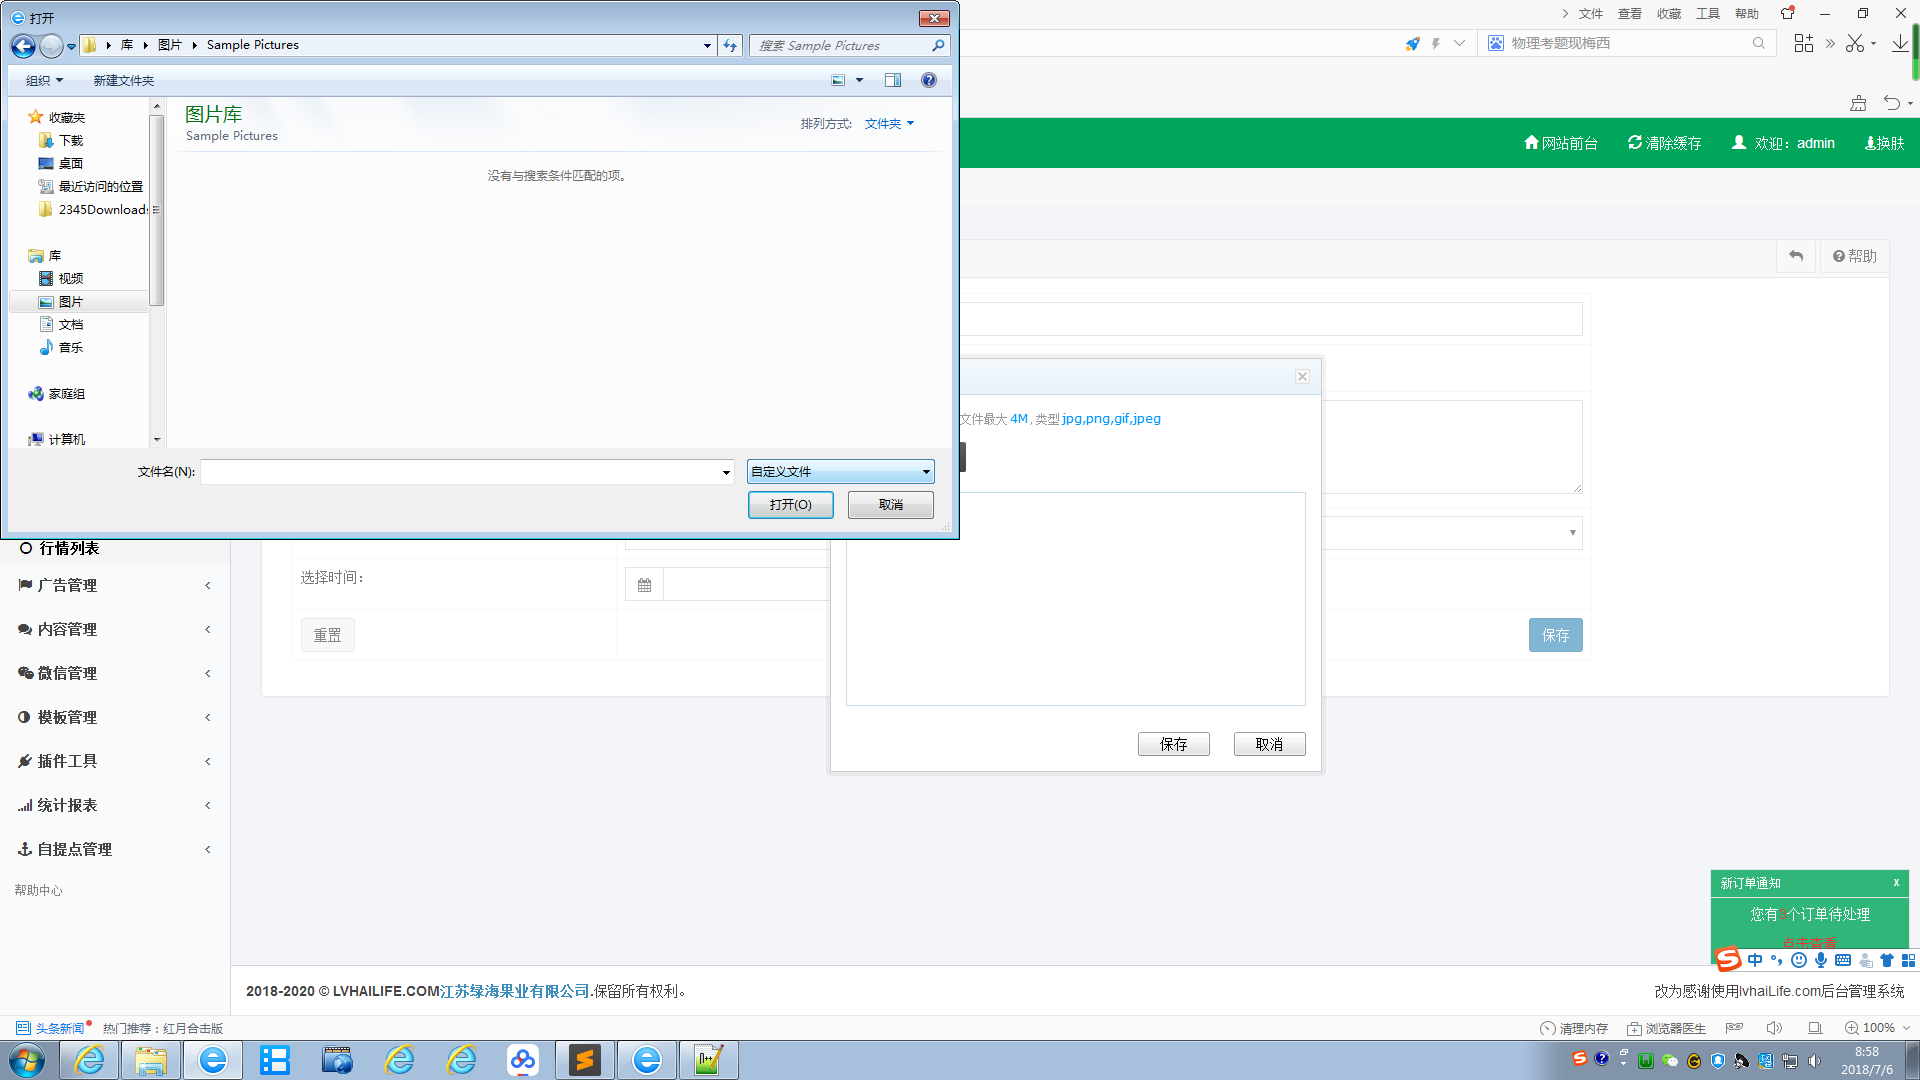 打开
文件 查看 收藏 工具 帮助
库 图片 Sample Pictures
搜索 Sample Pictures
物理考题现梅西
组织 新建文件夹
收藏夹
下载
桌面
最近访问的位置
2345Downloads
库
视频
图片
文档
音乐
家庭组
计算机
图片库
Sample Pictures
排列方式: 文件夹
没有与搜索条件匹配的项。
文件名(N):
自定义文件
打开(O) 取消
网站前台 清除缓存 欢迎：admin 换肤
帮助
文件最大 4M , 类型 jpg,png,gif,jpeg
行情列表
广告管理
内容管理
微信管理
模板管理
插件工具
统计报表
自提点管理
帮助中心
选择时间：
重置
保存
保存 取消
新订单通知 x
您有3个订单待处理
点击查看
中
2018-2020 © LVHAILIFE.COM江苏绿海果业有限公司.保留所有权利。
改为感谢使用lvhaiLife.com后台管理系统
头条新闻 热门推荐：红月合击版
清理内存 浏览器医生 100%
8:58
2018/7/6